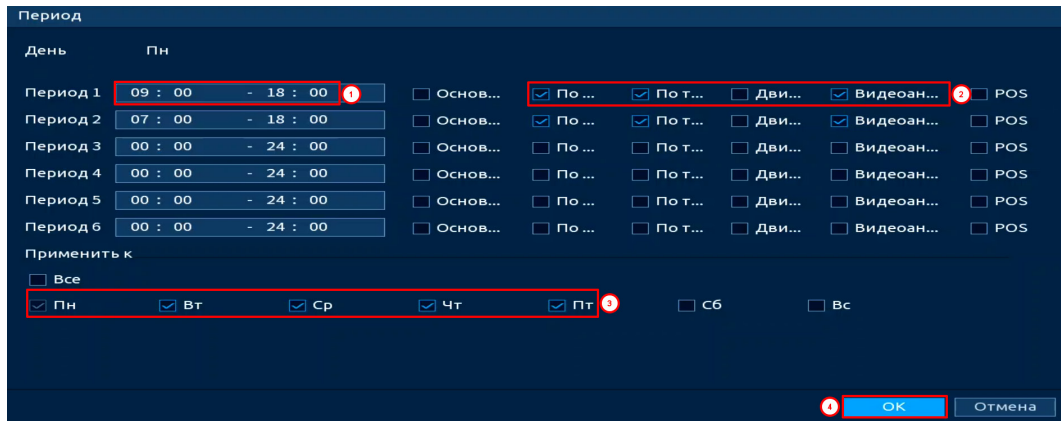 Период
День Пн
Период 1 09 : 00 - 18 : 00 1 Основ... По ... По т... Дви... Видеоан... 2 POS
Период 2 07 : 00 - 18 : 00 Основ... По ... По т... Дви... Видеоан... POS
Период 3 00 : 00 - 24 : 00 Основ... По ... По т... Дви... Видеоан... POS
Период 4 00 : 00 - 24 : 00 Основ... По ... По т... Дви... Видеоан... POS
Период 5 00 : 00 - 24 : 00 Основ... По ... По т... Дви... Видеоан... POS
Период 6 00 : 00 - 24 : 00 Основ... По ... По т... Дви... Видеоан... POS
Применить к
Все
Пн Вт Ср Чт Пт 3 Сб Вс
4 OK Отмена